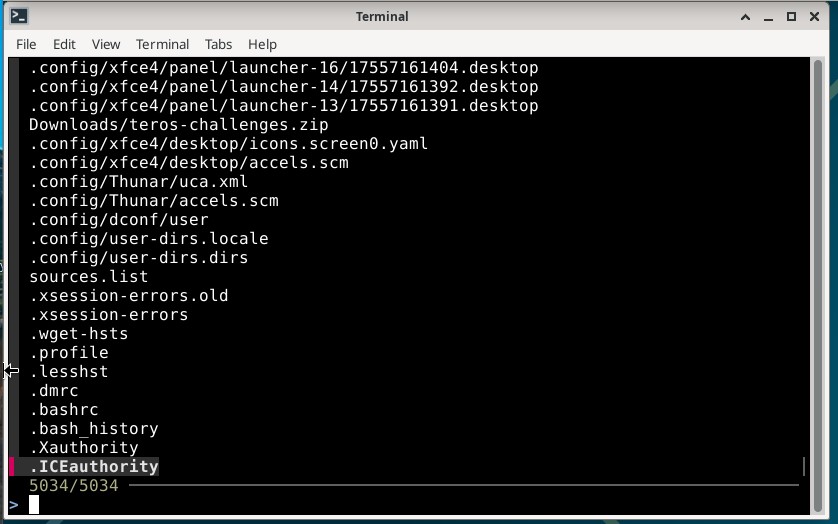 Terminal
File Edit View Terminal Tabs Help
.config/xfce4/panel/launcher-16/17557161404.desktop
.config/xfce4/panel/launcher-14/17557161392.desktop
.config/xfce4/panel/launcher-13/17557161391.desktop
Downloads/teros-challenges.zip
.config/xfce4/desktop/icons.screen0.yaml
.config/xfce4/desktop/accels.scm
.config/Thunar/uca.xml
.config/Thunar/accels.scm
.config/dconf/user
.config/user-dirs.locale
.config/user-dirs.dirs
sources.list
.xsession-errors.old
.xsession-errors
.wget-hsts
.profile
.lesshst
.dmrc
.bashrc
.bash_history
.Xauthority
.ICEauthority
5034/5034
>